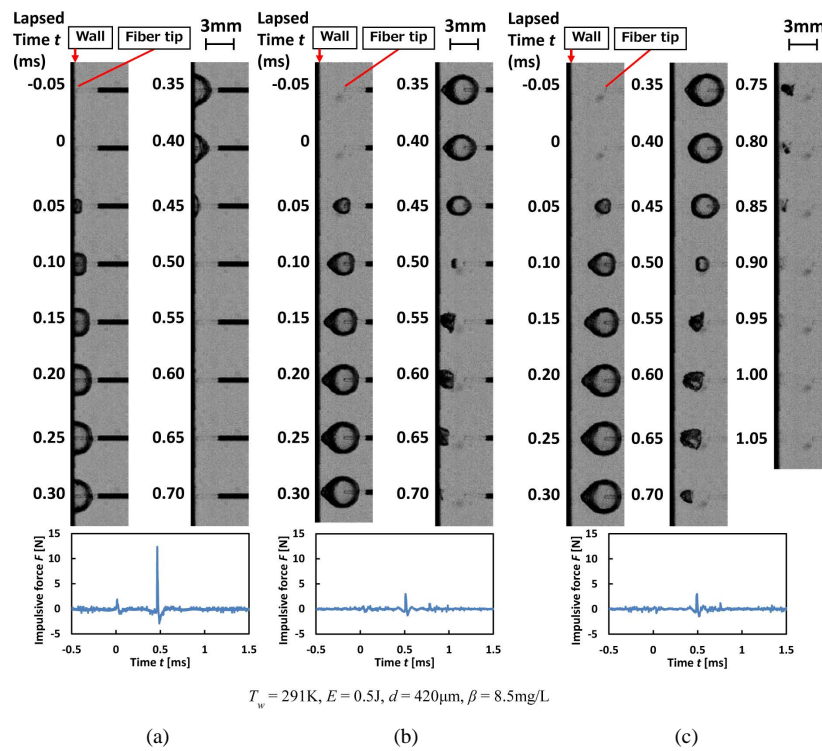 Lapsed
Time t
(ms)
Wall
Fiber tip
3mm
-0.05
0
0.05
0.10
0.15
0.20
0.25
0.30
0.35
0.40
0.45
0.50
0.55
0.60
0.65
0.70
Impulsive force F [N]
15
10
5
0
-5
-0.5 0 0.5 1 1.5
Time t [ms]
Lapsed
Time t
(ms)
Wall
Fiber tip
3mm
-0.05
0
0.05
0.10
0.15
0.20
0.25
0.30
0.35
0.40
0.45
0.50
0.55
0.60
0.65
0.70
Impulsive force F [N]
15
10
5
0
-5
-0.5 0 0.5 1 1.5
Time t [ms]
Lapsed
Time t
(ms)
Wall
Fiber tip
3mm
-0.05
0
0.05
0.10
0.15
0.20
0.25
0.30
0.35
0.40
0.45
0.50
0.55
0.60
0.65
0.70
0.75
0.80
0.85
0.90
0.95
1.00
1.05
Impulsive force F [N]
15
10
5
0
-5
-0.5 0 0.5 1 1.5
Time t [ms]
T_w = 291K, E = 0.5J, d = 420μm, β = 8.5mg/L
(a) (b) (c)